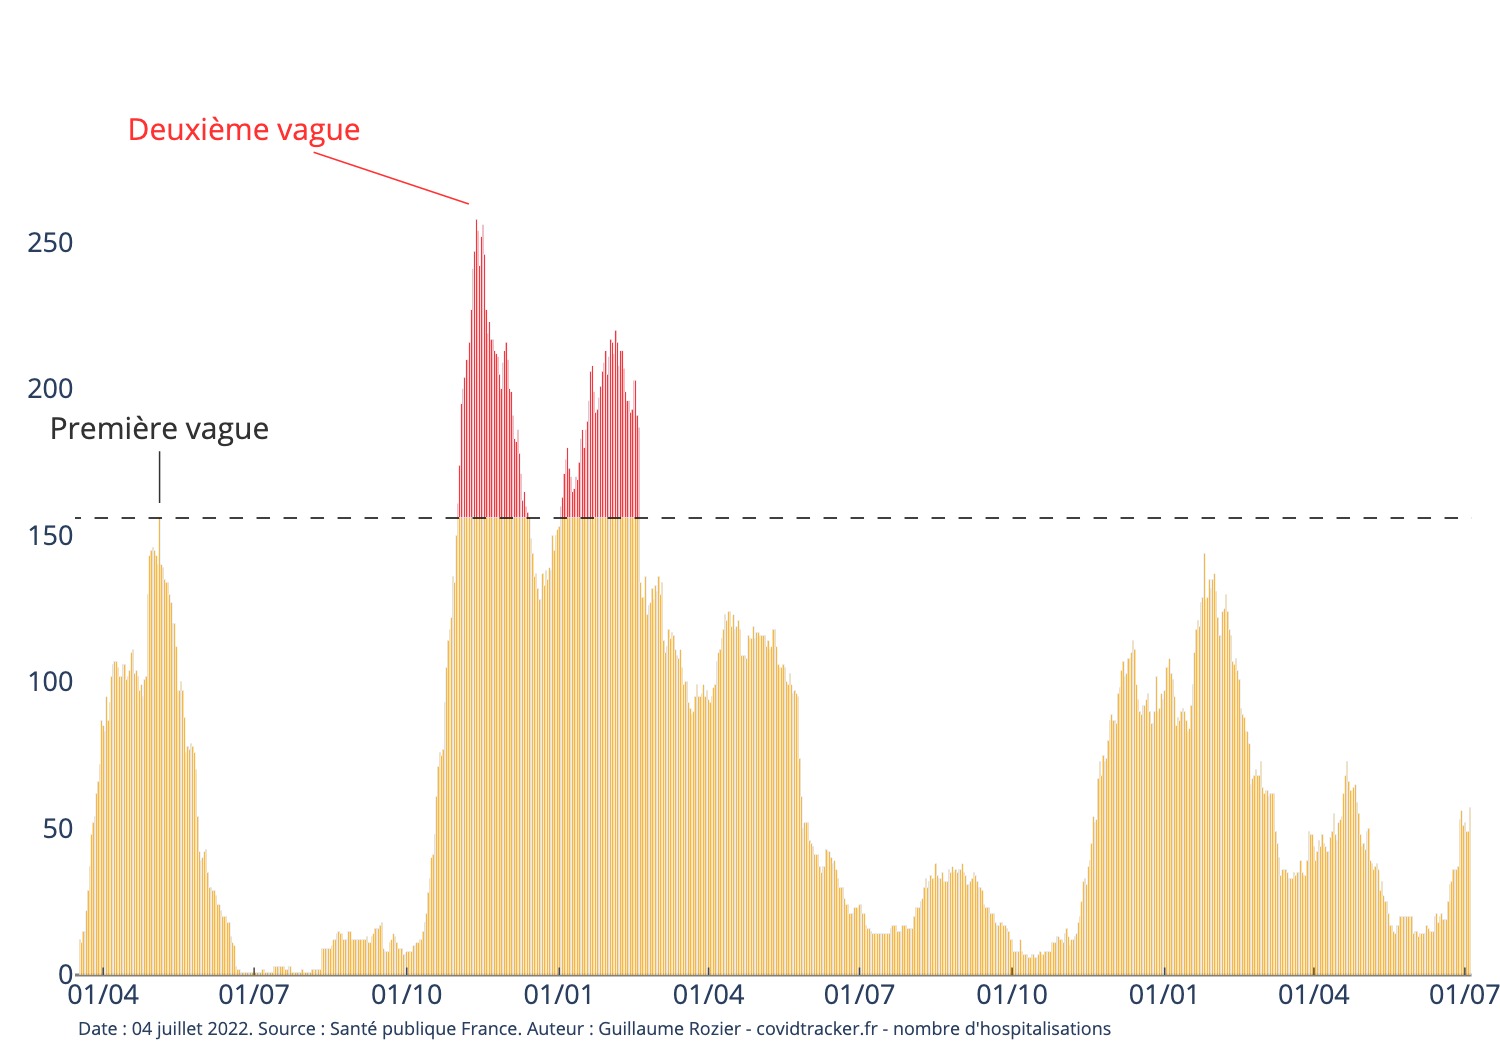 Deuxième vague
250
200
Première vague
150
100
50
0
01/04 01/07 01/10 01/01 01/04 01/07 01/10 01/01 01/04 01/07
Date : 04 juillet 2022. Source : Santé publique France. Auteur : Guillaume Rozier - covidtracker.fr - nombre d'hospitalisations